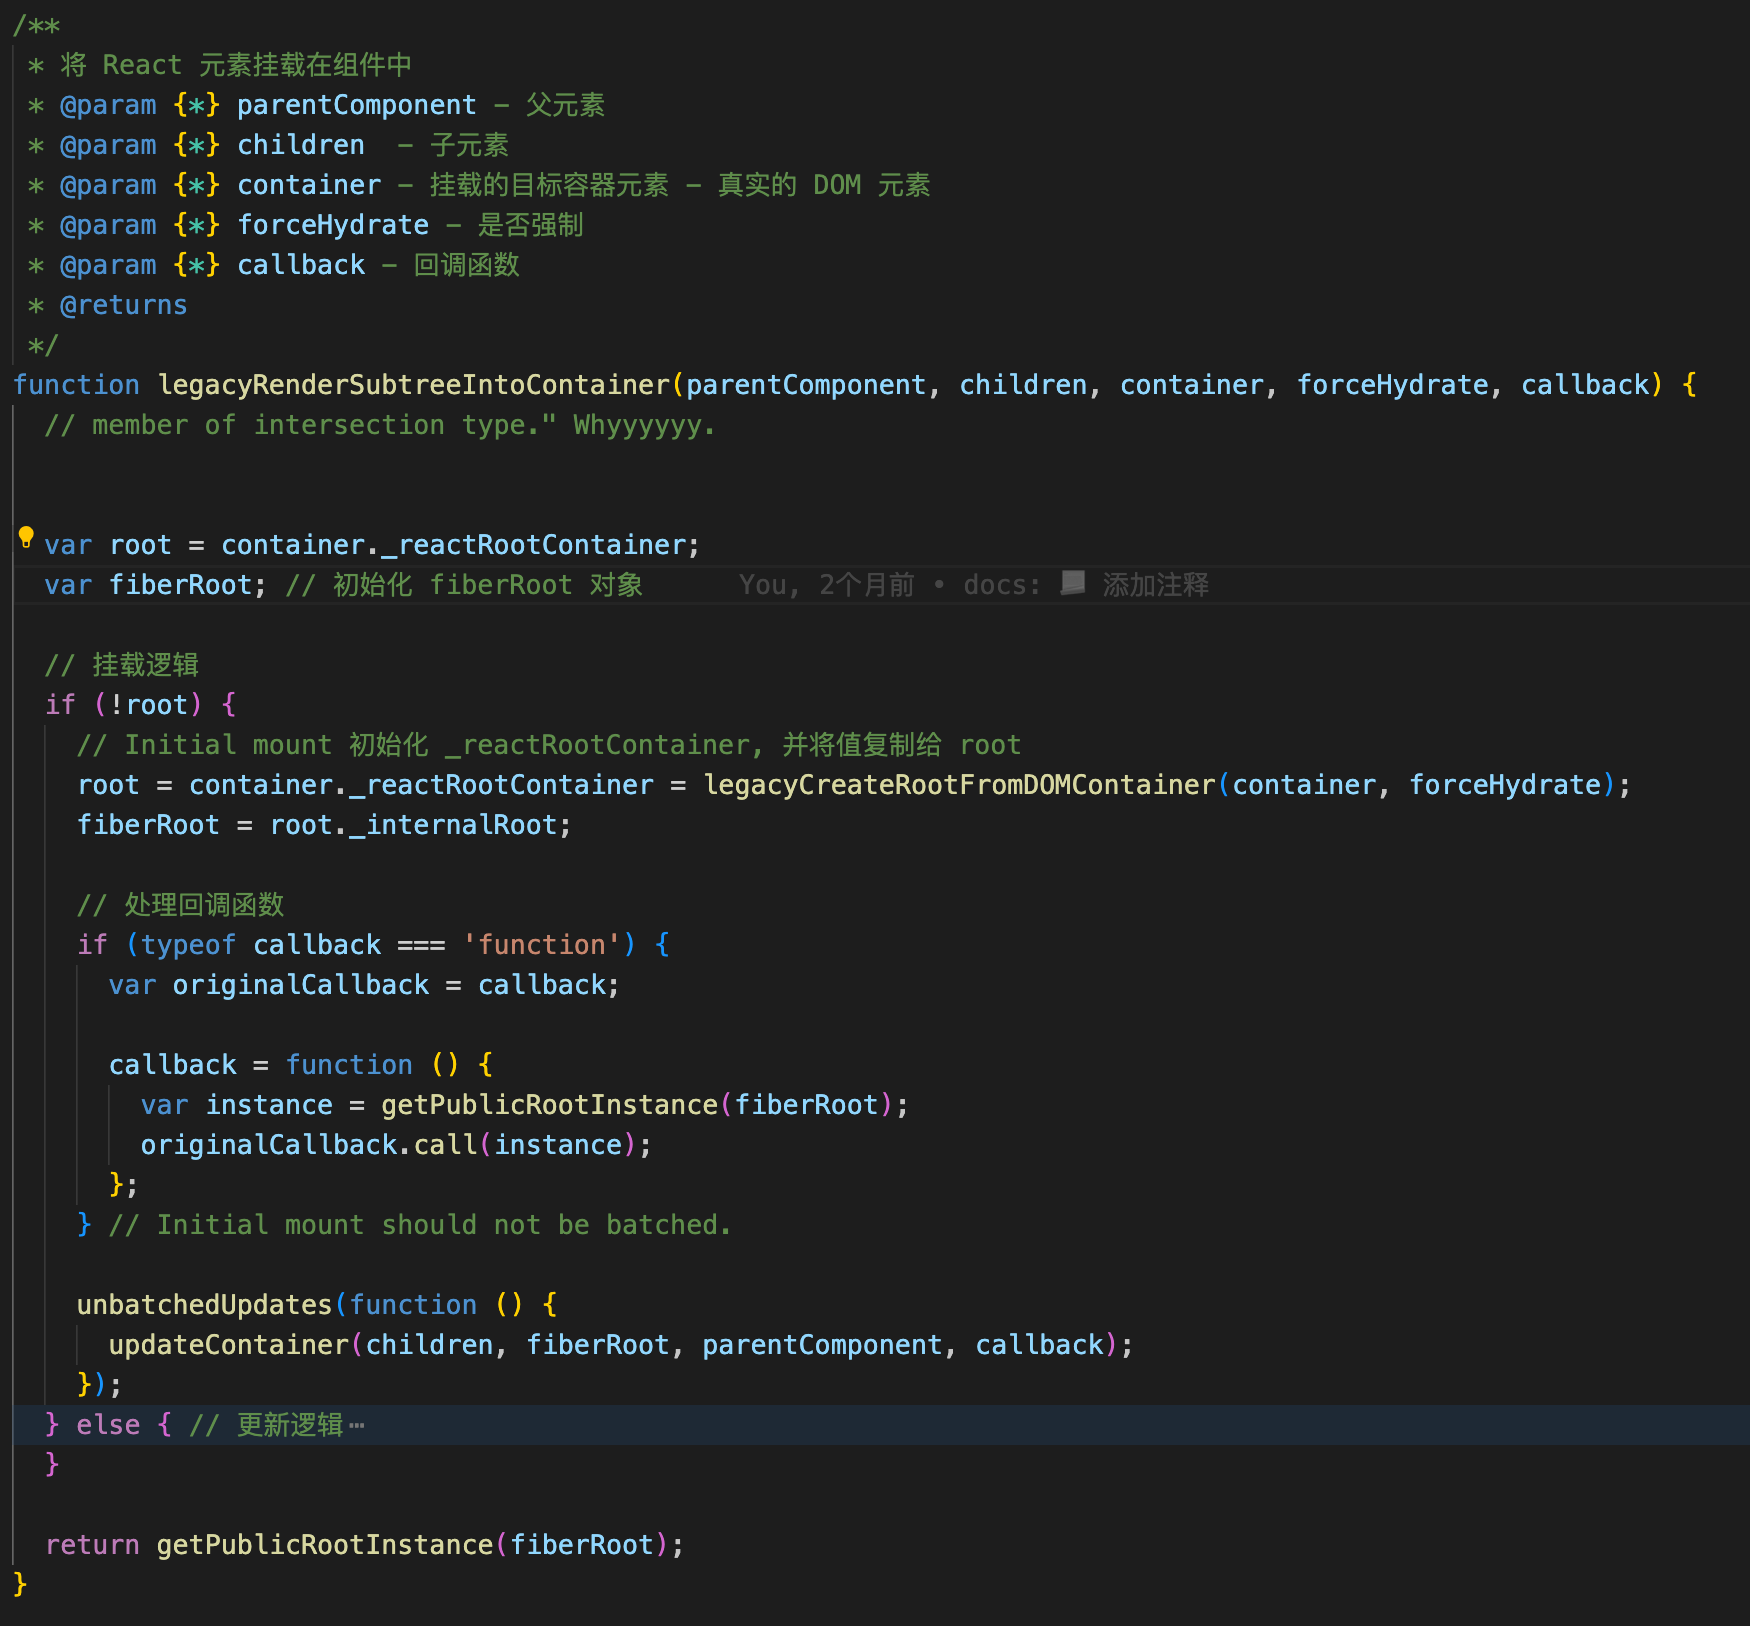 /**
 * 将 React 元素挂载在组件中
 * @param {*} parentComponent - 父元素
 * @param {*} children  - 子元素
 * @param {*} container - 挂载的目标容器元素 - 真实的 DOM 元素
 * @param {*} forceHydrate - 是否强制
 * @param {*} callback - 回调函数
 * @returns
 */
function legacyRenderSubtreeIntoContainer(parentComponent, children, container, forceHydrate, callback) {
  // member of intersection type." Whyyyyyy.
  var root = container._reactRootContainer;
  var fiberRoot; // 初始化 fiberRoot 对象      You, 2个月前 • docs: 添加注释
  // 挂载逻辑
  if (!root) {
    // Initial mount 初始化 _reactRootContainer, 并将值复制给 root
    root = container._reactRootContainer = legacyCreateRootFromDOMContainer(container, forceHydrate);
    fiberRoot = root._internalRoot;
    // 处理回调函数
    if (typeof callback === 'function') {
      var originalCallback = callback;
      callback = function () {
        var instance = getPublicRootInstance(fiberRoot);
        originalCallback.call(instance);
      };
    } // Initial mount should not be batched.
    unbatchedUpdates(function () {
      updateContainer(children, fiberRoot, parentComponent, callback);
    });
  } else { // 更新逻辑⋯
  }
  return getPublicRootInstance(fiberRoot);
}